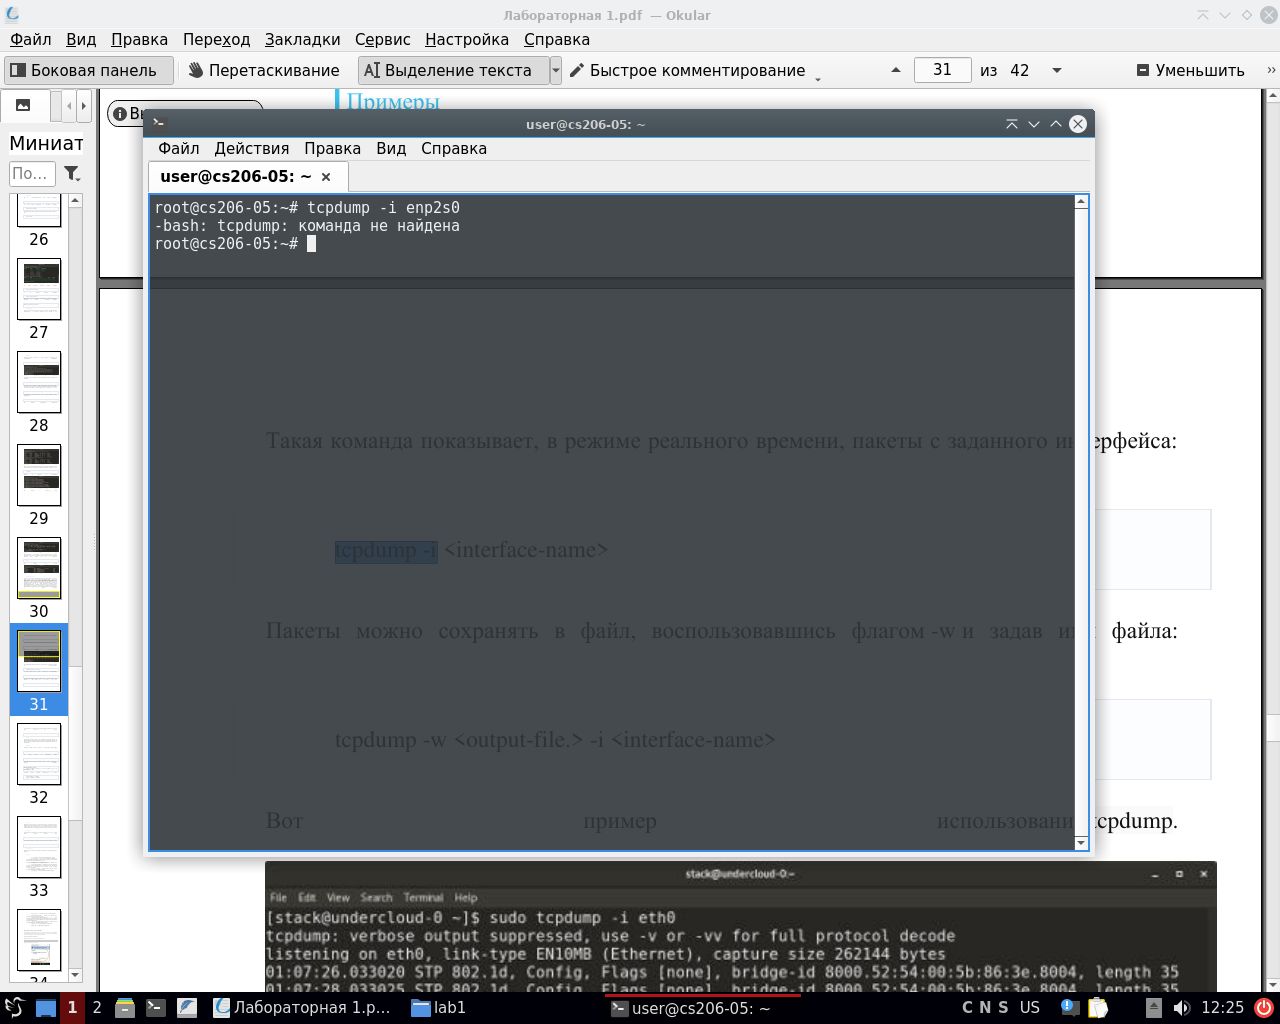 Лабораторная 1.pdf — Okular
Файл Вид Правка Переход Закладки Сервис Настройка Справка
Боковая панель Перетаскивание Выделение текста Быстрое комментирование 31 из 42 Уменьшить
Примеры
Миниат
По...
26
27
28
29
30
31
32
33
user@cs206-05: ~
Файл Действия Правка Вид Справка
user@cs206-05: ~
root@cs206-05:~# tcpdump -i enp2s0
-bash: tcpdump: команда не найдена
root@cs206-05:~#
Такая команда показывает, в режиме реального времени, пакеты с заданного интерфейса:
tcpdump -i <interface-name>
Пакеты можно сохранять в файл, воспользовавшись флагом -w и задав имя файла:
tcpdump -w <output-file.> -i <interface-name>
Вот пример использования tcpdump.
stack@undercloud-0:~
File Edit View Search Terminal Help
[stack@undercloud-0 ~]$ sudo tcpdump -i eth0
tcpdump: verbose output suppressed, use -v or -vv for full protocol decode
listening on eth0, link-type EN10MB (Ethernet), capture size 262144 bytes
01:07:26.033020 STP 802.1d, Config, Flags [none], bridge-id 8000.52:54:00:5b:86:3e.8004, length 35
01:07:28.033025 STP 802.1d, Config, Flags [none], bridge-id 8000.52:54:00:5b:86:3e.8004, length 35
1 2 Лабораторная 1.p... lab1 user@cs206-05: ~ C N S US 12:25